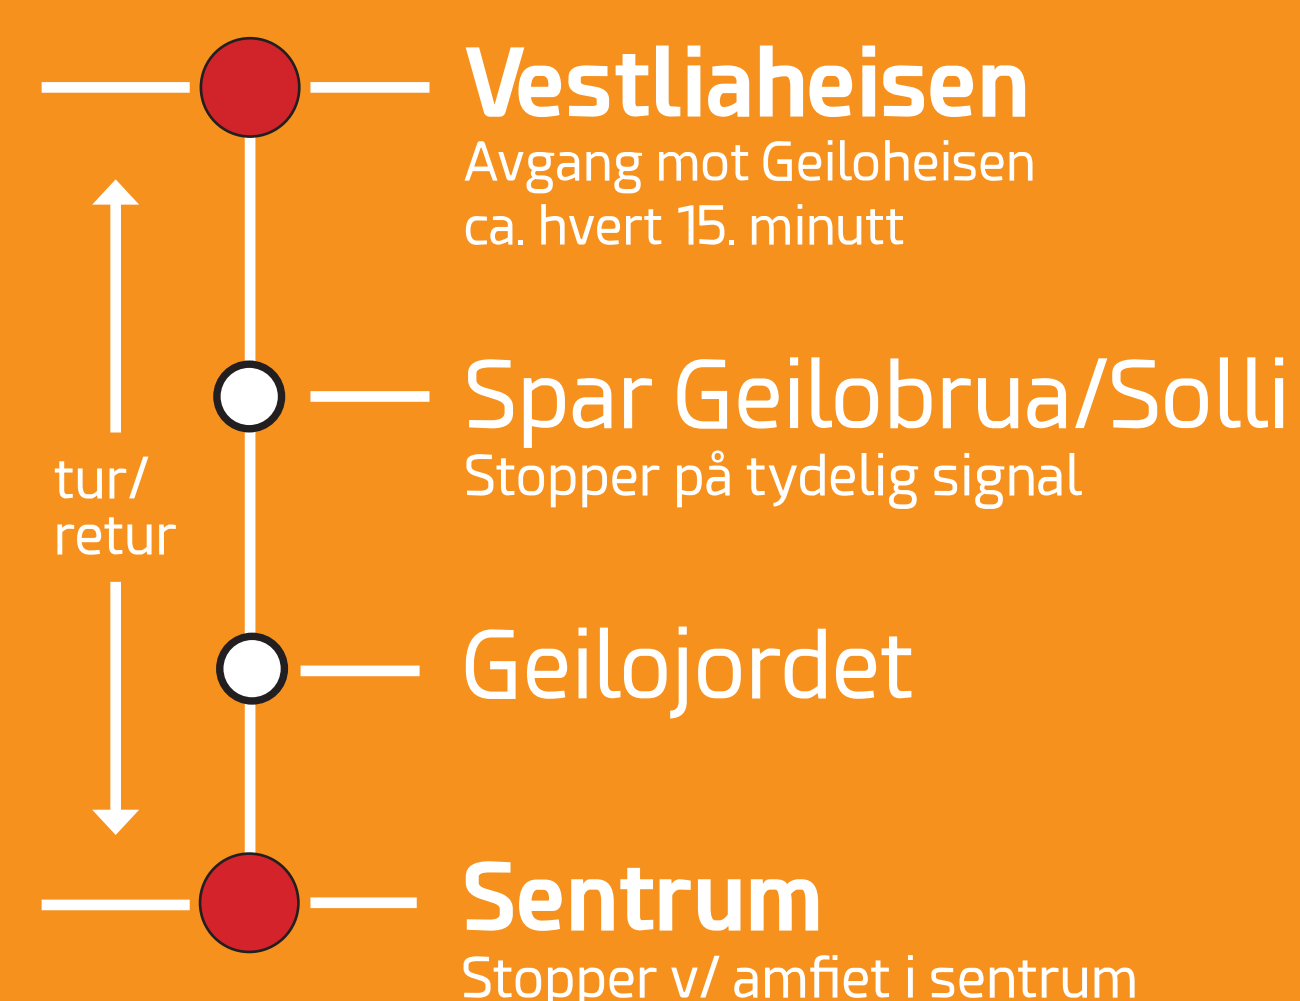 Vestliaheisen
Avgang mot Geiloheisen
ca. hvert 15. minutt
Spar Geilobrua/Solli
Stopper på tydelig signal
tur/
retur
Geilojordet
Sentrum
Stopper v/ amfiet i sentrum